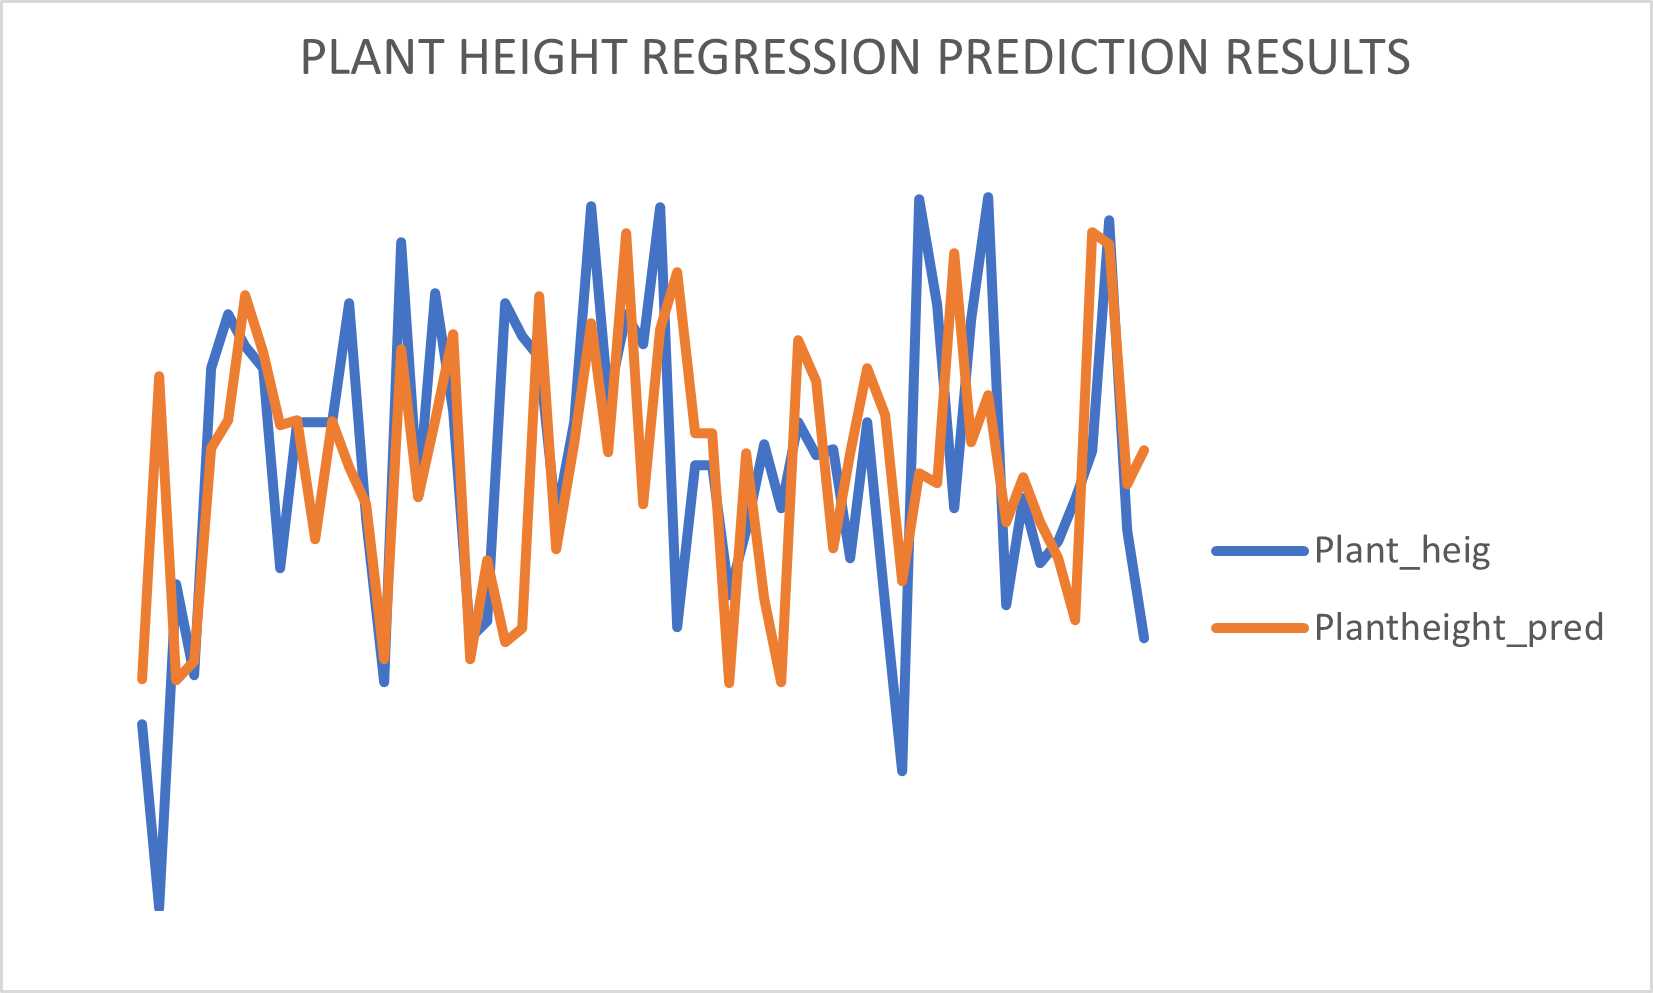 PLANT HEIGHT REGRESSION PREDICTION RESULTS
Plant_heig
Plantheight_pred